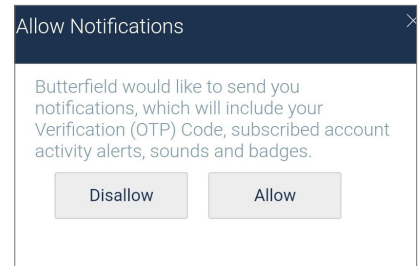 Allow Notifications
Butterfield would like to send you
notifications, which will include your
Verification (OTP) Code, subscribed account
activity alerts, sounds and badges.
Disallow Allow